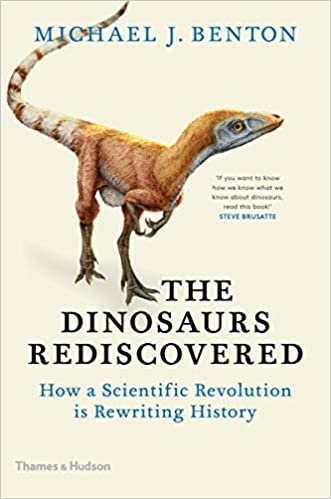 MICHAEL J. BENTON
'If you want to know
how we know what we
know about dinosaurs,
read this book!'
STEVE BRUSATTE
THE
DINOSAURS
REDISCOVERED
How a Scientific Revolution
is Rewriting History
Thames & Hudson